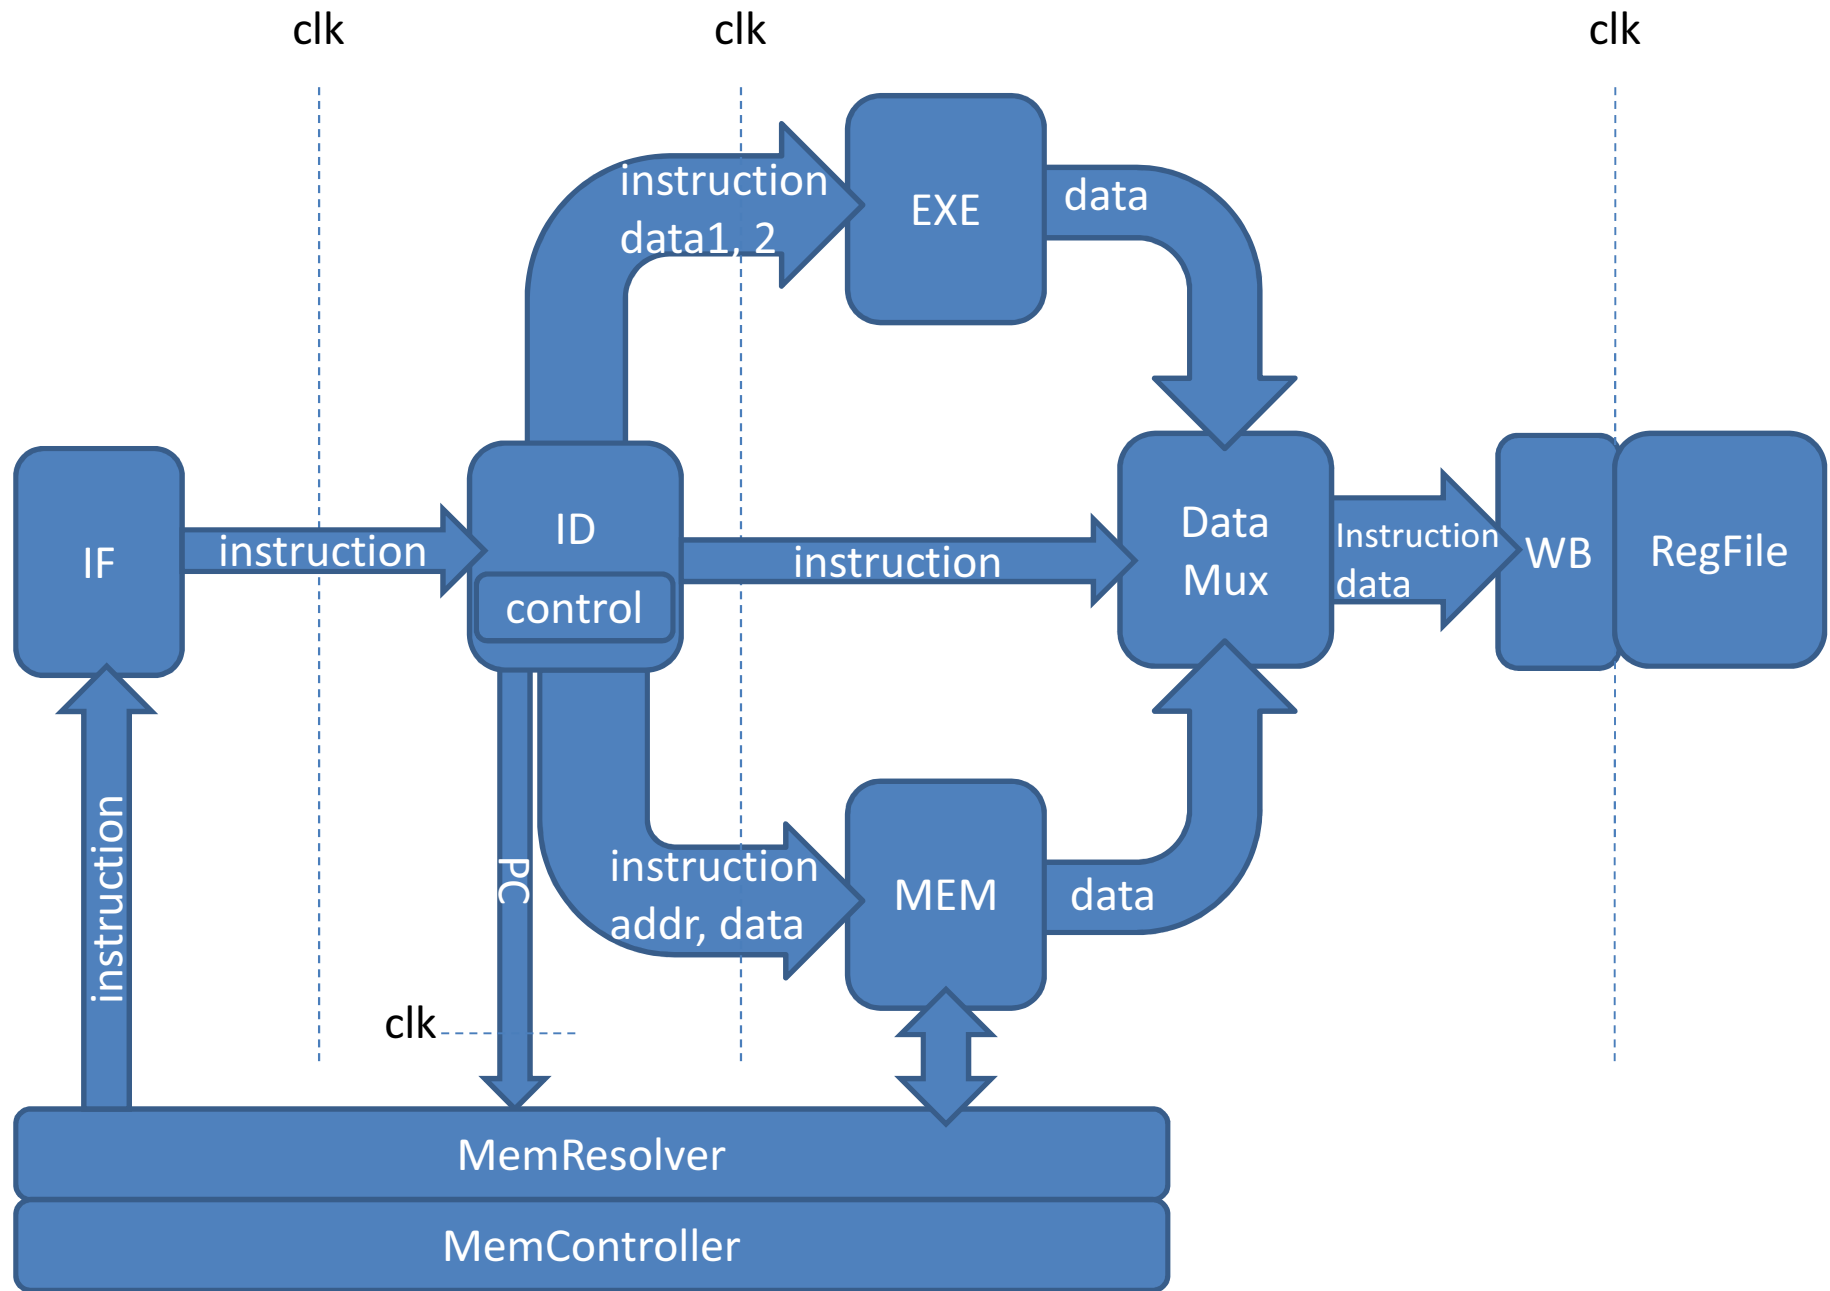 clk
clk
clk
instruction
data1, 2
EXE
data
IF
instruction
ID
control
instruction
Data
Mux
Instruction
data
WB
RegFile
instruction
PC
instruction
addr, data
MEM
data
clk
MemResolver
MemController